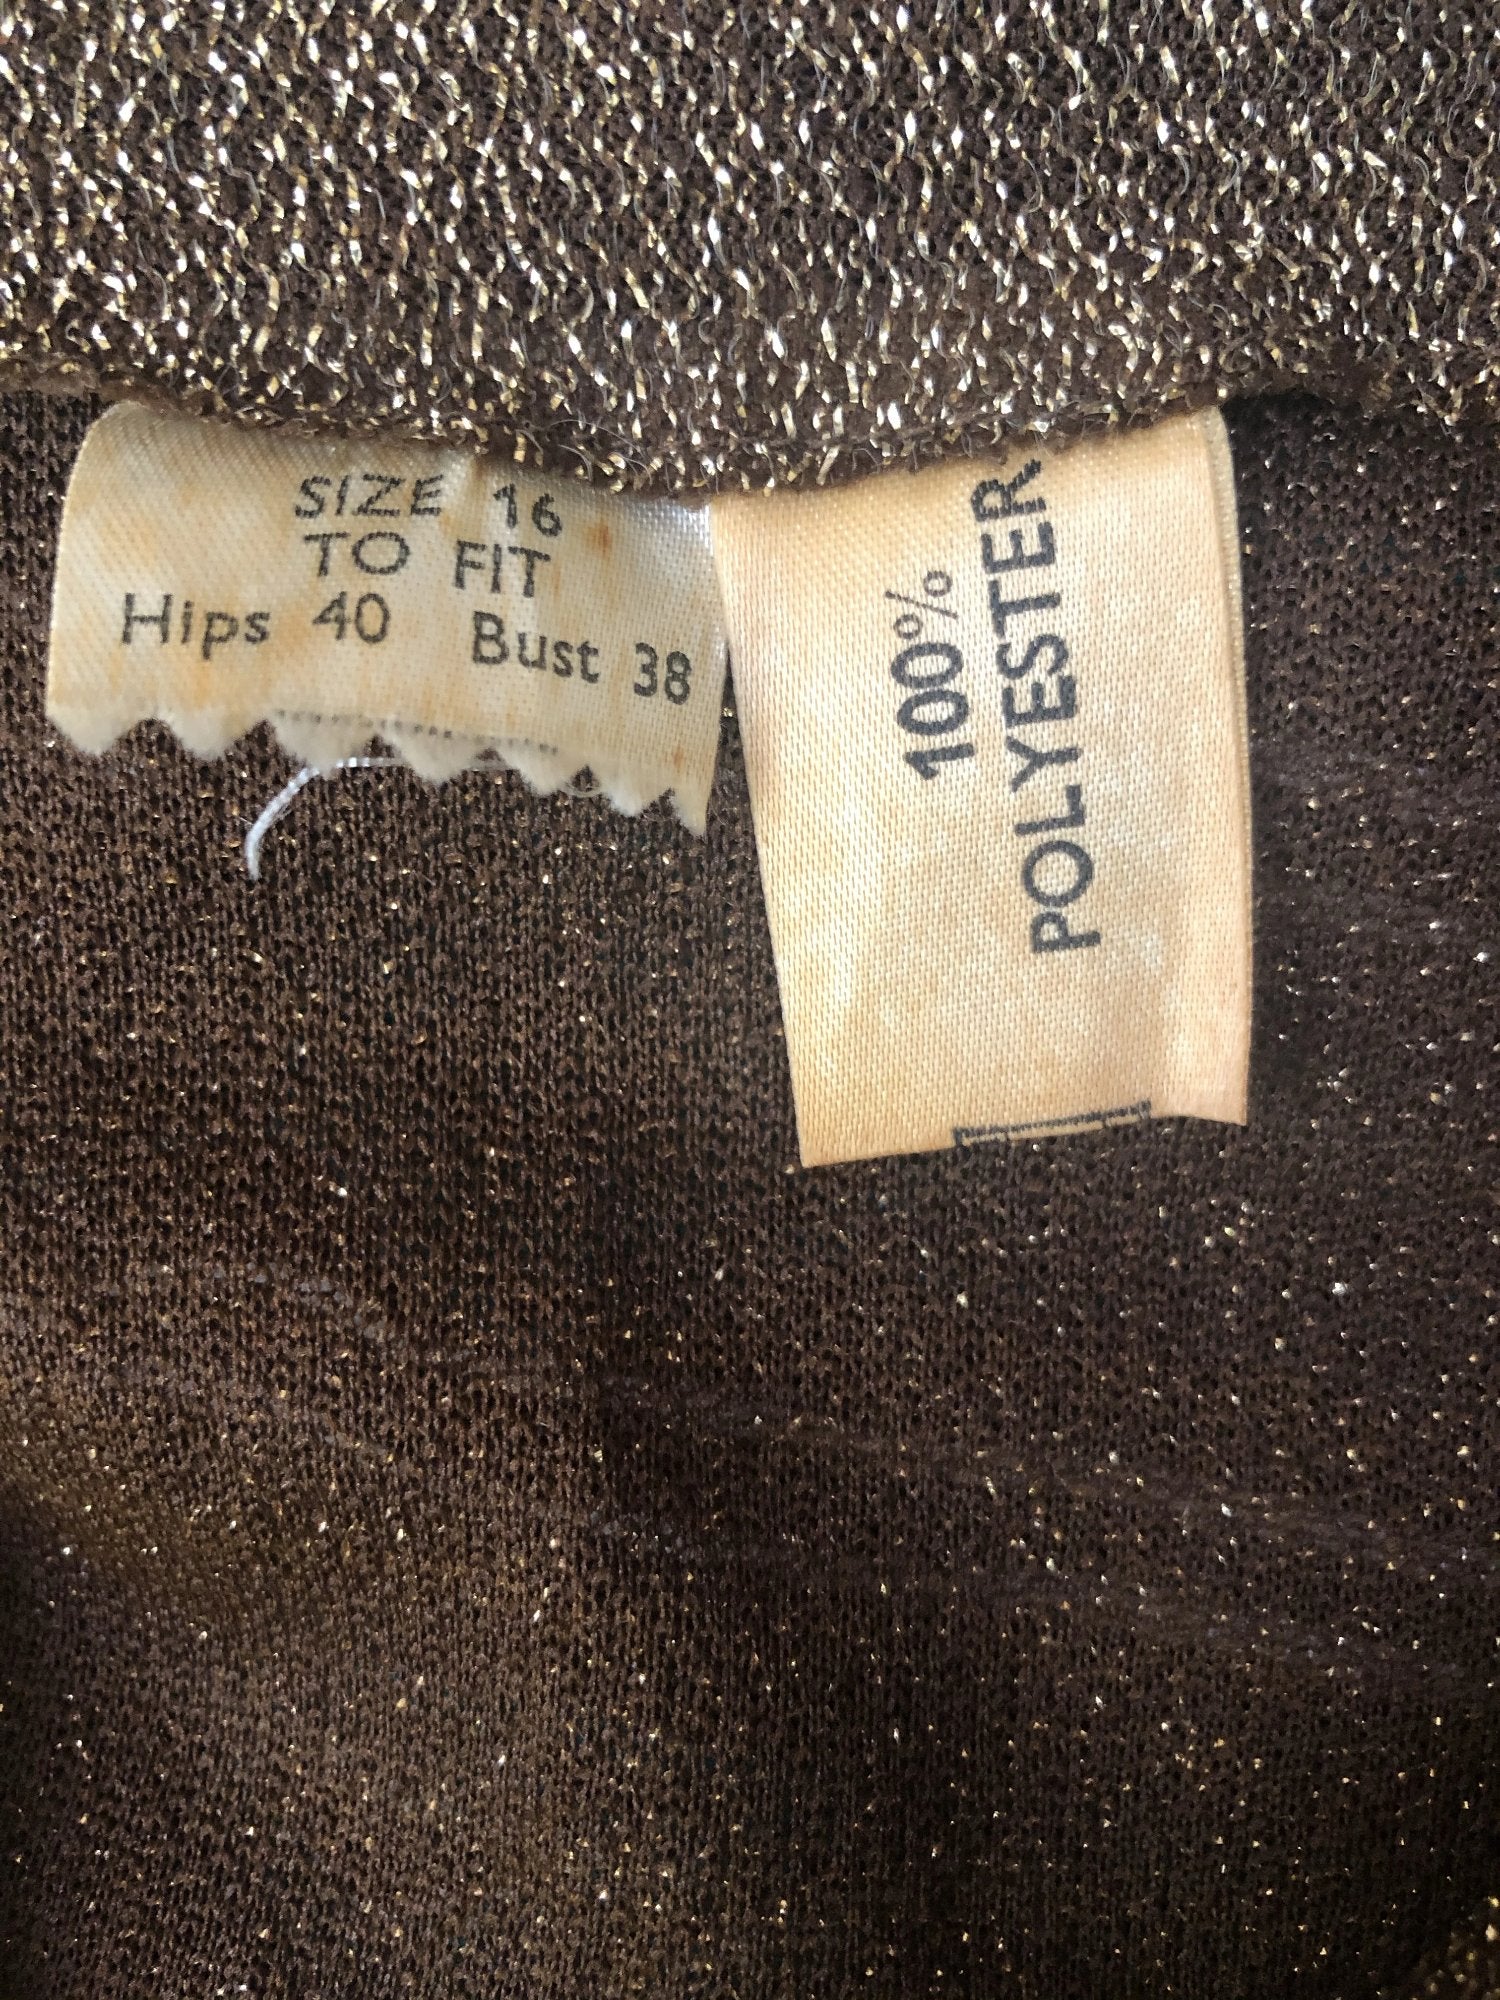 SIZE 16
TO FIT
Hips 40 Bust 38
100%
POLYESTER